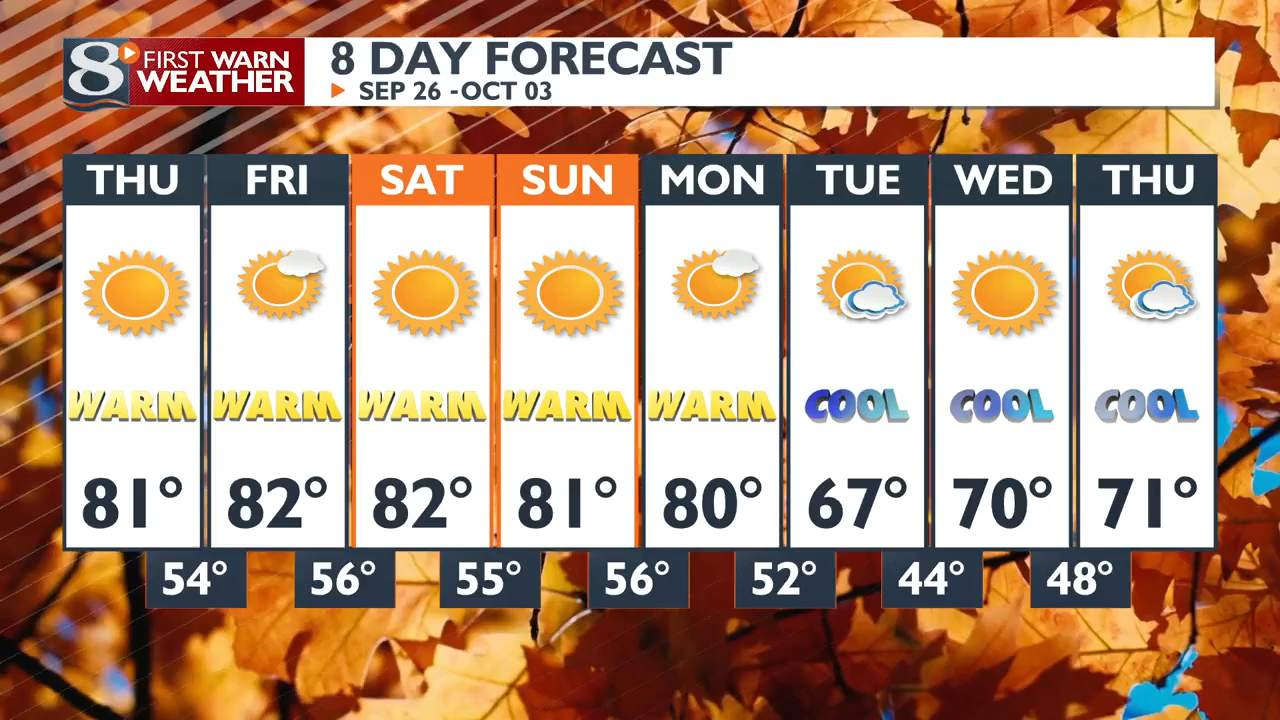 8 FIRST WARN WEATHER
8 DAY FORECAST
SEP 26 -OCT 03
THU FRI SAT SUN MON TUE WED THU
WARM WARM WARM WARM WARM COOL COOL COOL
81° 82° 82° 81° 80° 67° 70° 71°
54° 56° 55° 56° 52° 44° 48°